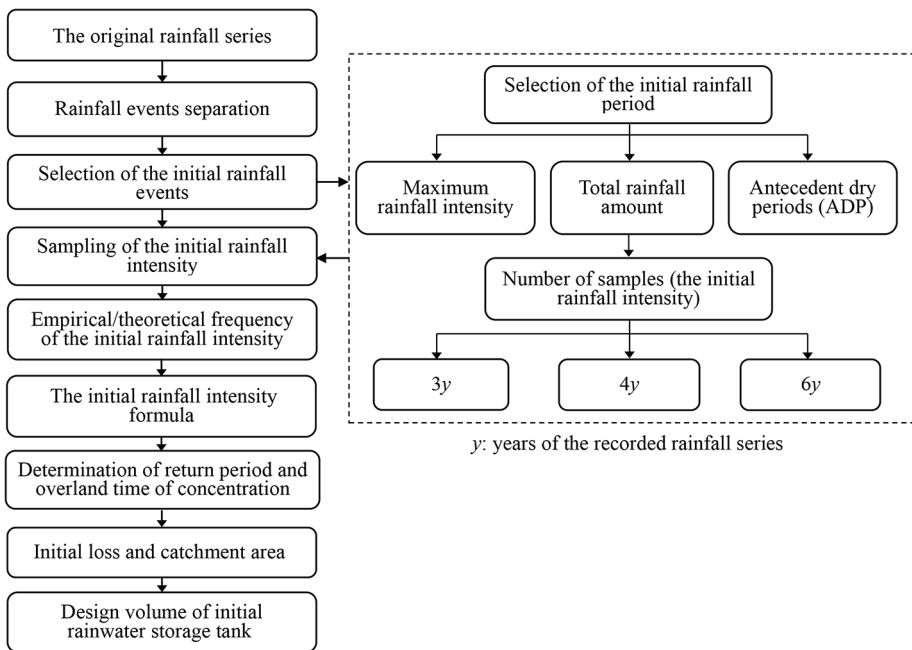 The original rainfall series
Rainfall events separation
Selection of the initial rainfall
events
Sampling of the initial rainfall
intensity
Empirical/theoretical frequency
of the initial rainfall intensity
The initial rainfall intensity
formula
Determination of return period and
overland time of concentration
Initial loss and catchment area
Design volume of initial
rainwater storage tank
Selection of the initial rainfall
period
Maximum
rainfall intensity
Total rainfall
amount
Antecedent dry
periods (ADP)
Number of samples (the initial
rainfall intensity)
3y
4y
6y
y: years of the recorded rainfall series